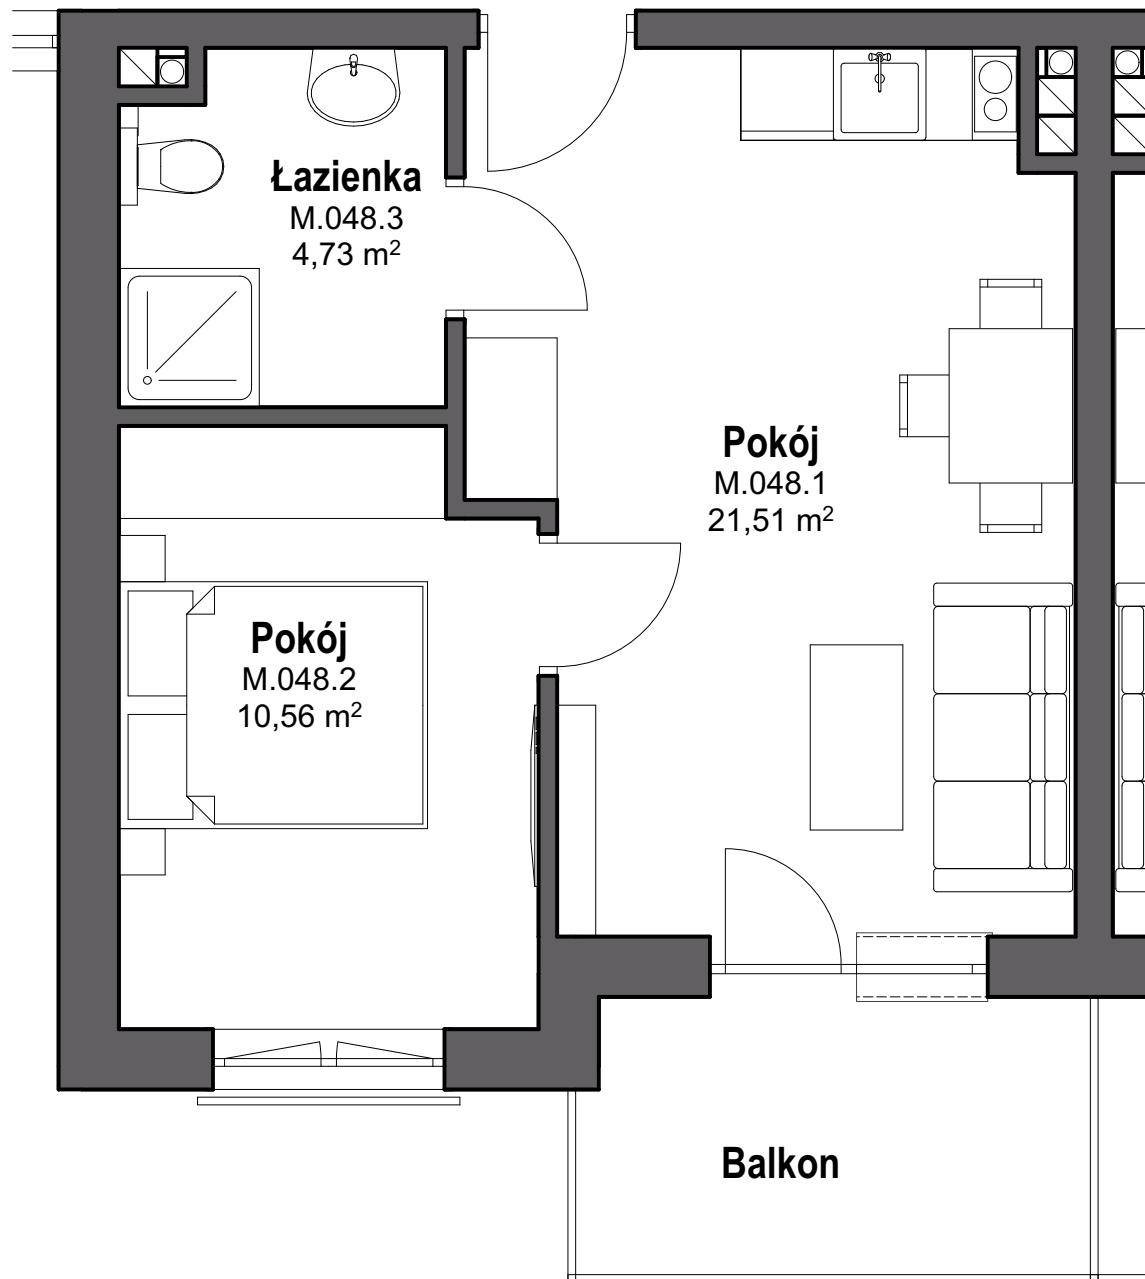 Łazienka
M.048.3
4,73 m²
Pokój
M.048.1
21,51 m²
Pokój
M.048.2
10,56 m²
Balkon